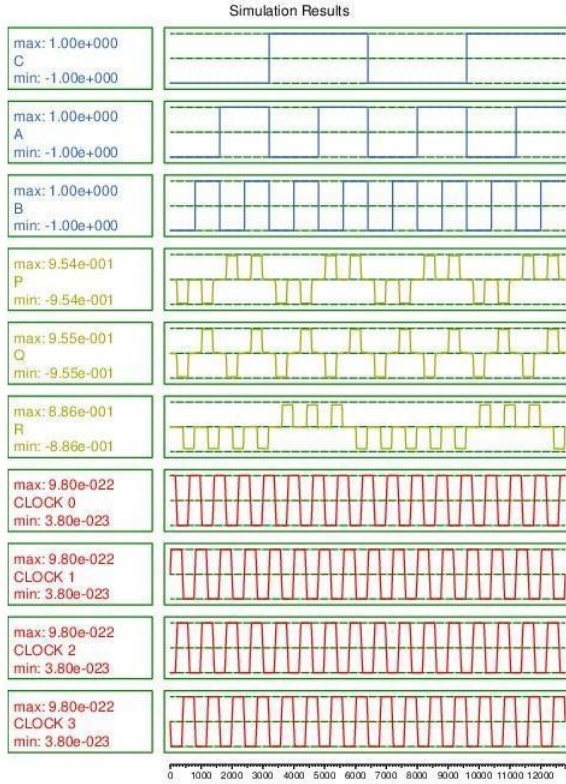 Simulation Results
max: 1.00e+000
C
min: -1.00e+000
max: 1.00e+000
A
min: -1.00e+000
max: 1.00e+000
B
min: -1.00e+000
max: 9.54e-001
P
min: -9.54e-001
max: 9.55e-001
Q
min: -9.55e-001
max: 8.86e-001
R
min: -8.86e-001
max: 9.80e-022
CLOCK 0
min: 3.80e-023
max: 9.80e-022
CLOCK 1
min: 3.80e-023
max: 9.80e-022
CLOCK 2
min: 3.80e-023
max: 9.80e-022
CLOCK 3
min: 3.80e-023
0 1000 2000 3000 4000 5000 6000 7000 8000 9000 10000 11000 12000